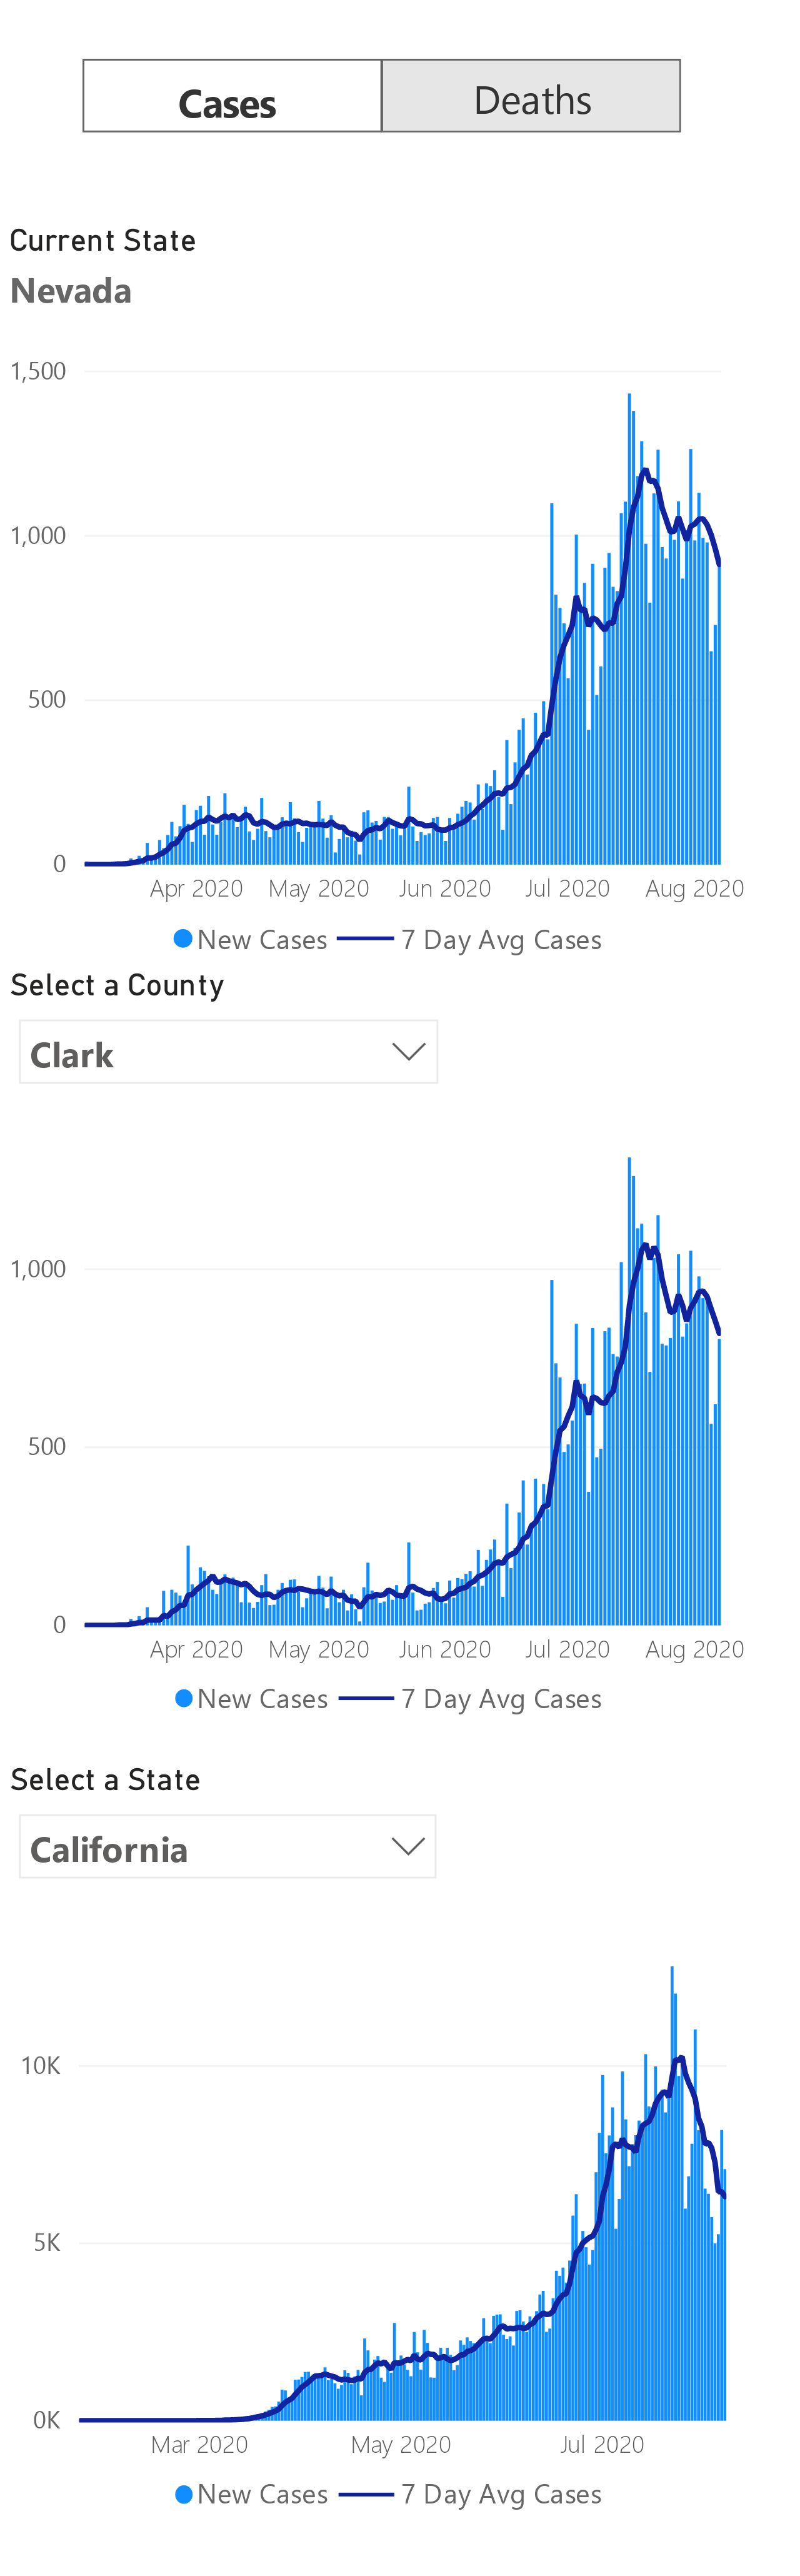 Cases Deaths
Current State
Nevada
1,500
1,000
500
0
Apr 2020 May 2020 Jun 2020 Jul 2020 Aug 2020
New Cases 7 Day Avg Cases
Select a County
Clark
1,000
500
0
Apr 2020 May 2020 Jun 2020 Jul 2020 Aug 2020
New Cases 7 Day Avg Cases
Select a State
California
10K
5K
0K
Mar 2020 May 2020 Jul 2020
New Cases 7 Day Avg Cases